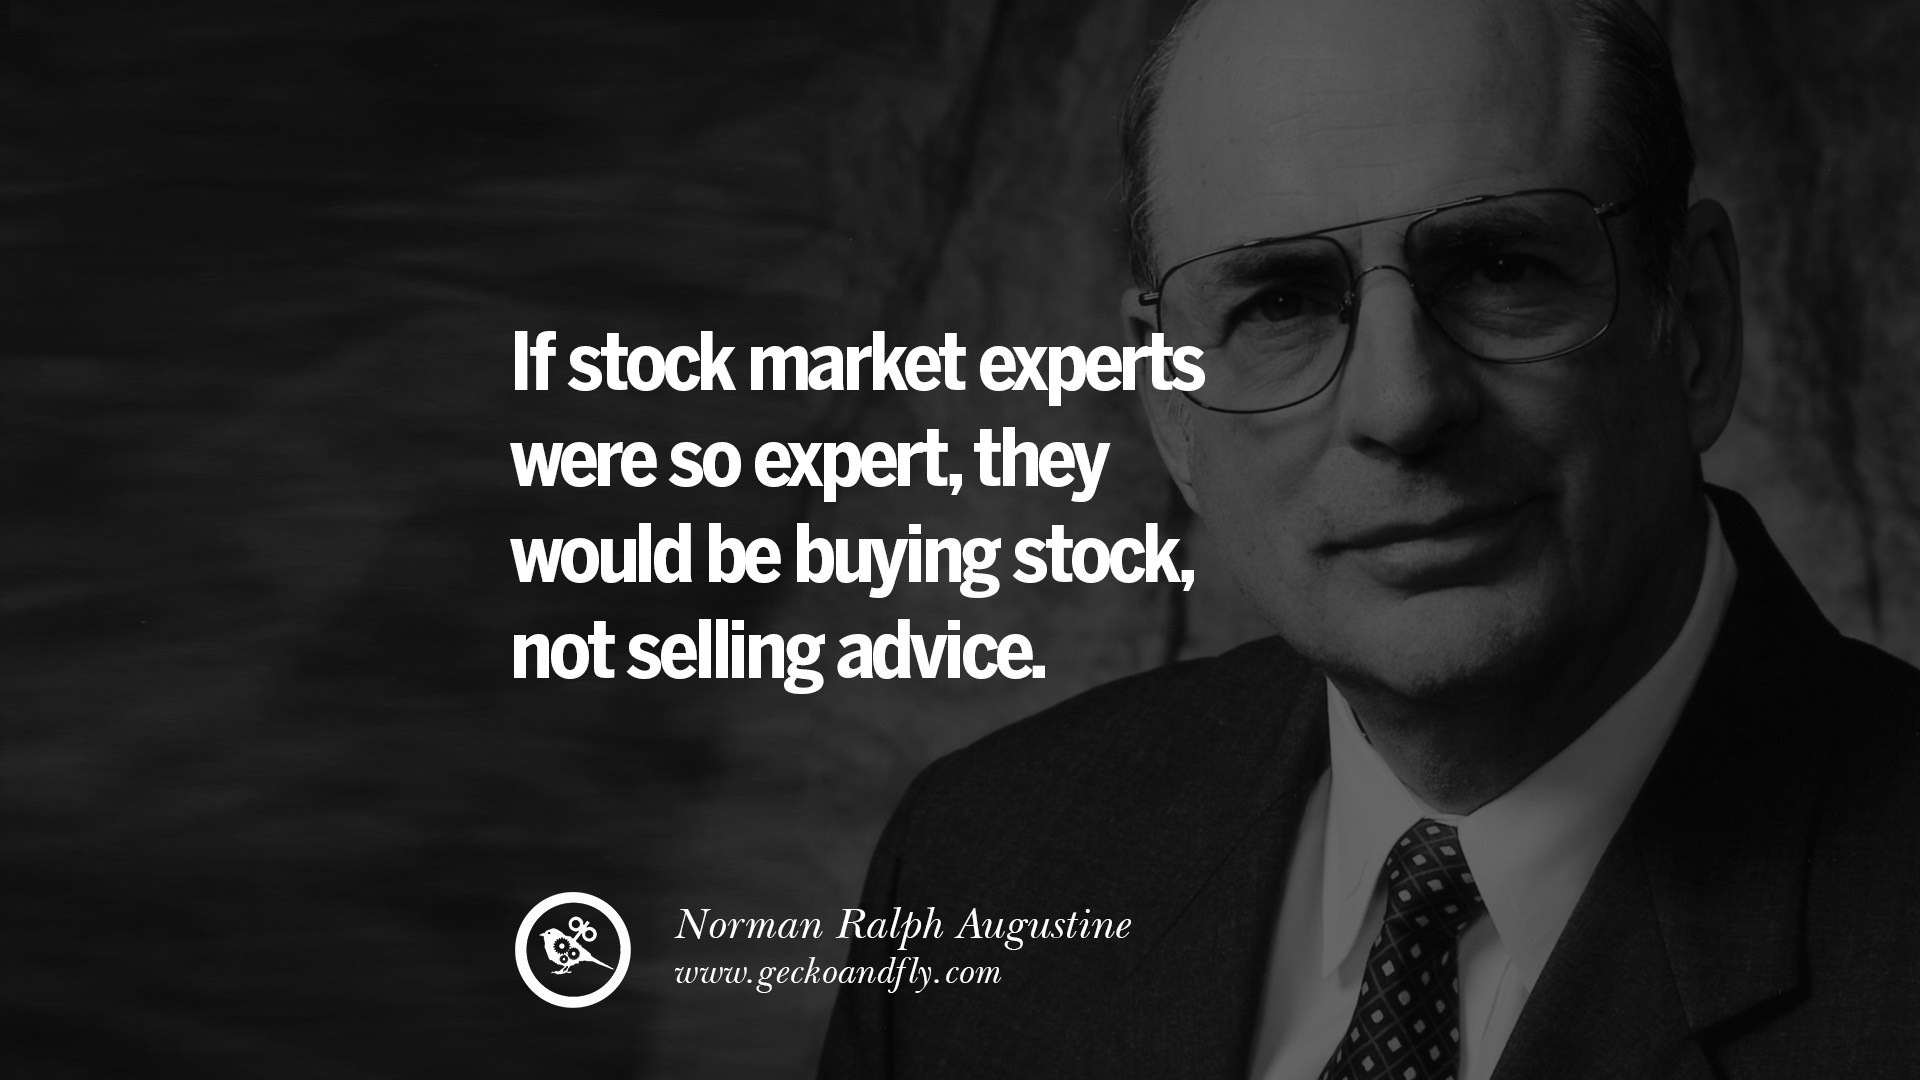 If stock market experts
were so expert, they
would be buying stock,
not selling advice.
Norman Ralph Augustine
www.geckoandfly.com